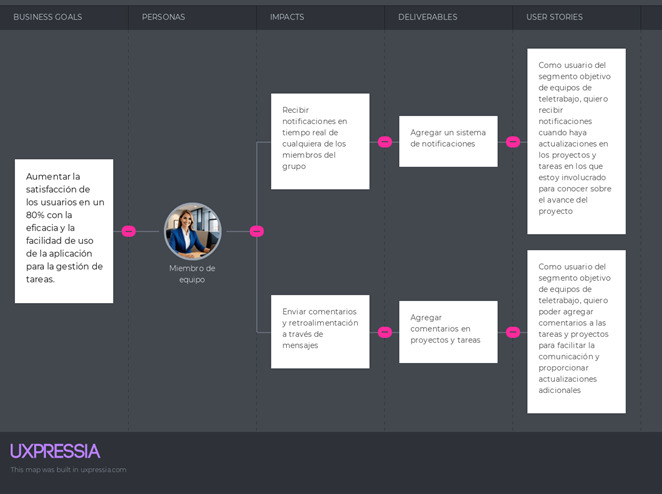 BUSINESS GOALS
PERSONAS
IMPACTS
DELIVERABLES
USER STORIES
Aumentar la
satisfacción de
los usuarios en un
80% con la
eficacia y la
facilidad de uso
de la aplicación
para la gestión de
tareas.
Miembro de
equipo
Recibir
notificaciones en
tiempo real de
cualquiera de los
miembros del
grupo
Agregar un sistema
de notificaciones
Como usuario del
segmento objetivo
de equipos de
teletrabajo, quiero
recibir
notificaciones
cuando haya
actualizaciones en
los proyectos y
tareas en los que
estoy involucrado
para conocer sobre
el avance del
proyecto
Enviar comentarios
y retroalimentación
a través de
mensajes
Agregar
comentarios en
proyectos y tareas
Como usuario del
segmento objetivo
de equipos de
teletrabajo, quiero
poder agregar
comentarios a las
tareas y proyectos
para facilitar la
comunicación y
proporcionar
actualizaciones
adicionales
UXPRESSIA
This map was built in uxpressia.com